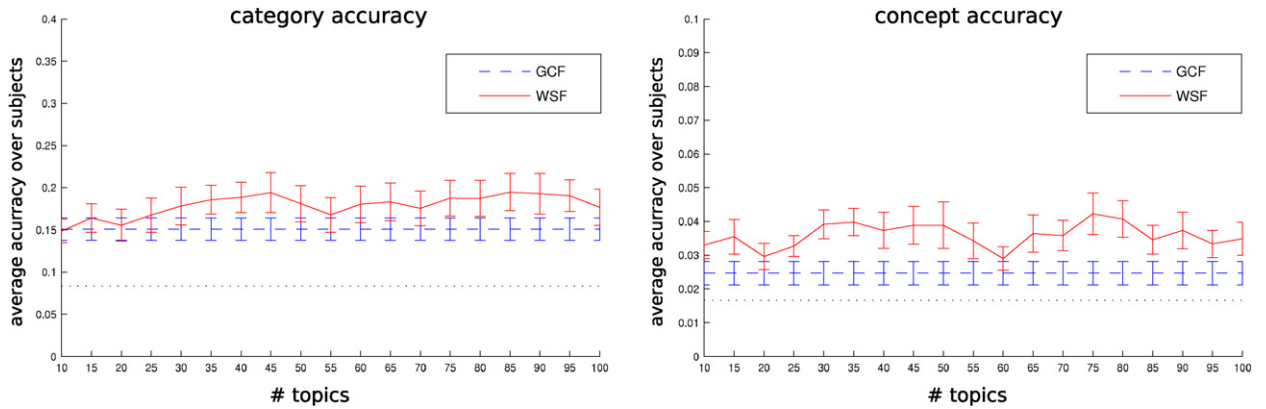 category accuracy
0.4
0.35
0.3
0.25
0.2
0.15
0.1
0.05
0
average acurracy over subjects
GCF
WSF
10 15 20 25 30 35 40 45 50 55 60 65 70 75 80 85 90 95 100
# topics
concept accuracy
0.1
0.09
0.08
0.07
0.06
0.05
0.04
0.03
0.02
0.01
0
average acurracy over subjects
GCF
WSF
10 15 20 25 30 35 40 45 50 55 60 65 70 75 80 85 90 95 100
# topics